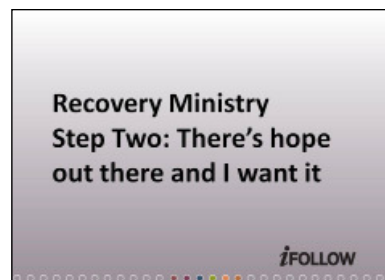 Recovery Ministry
Step Two: There's hope
out there and I want it
iFOLLOW